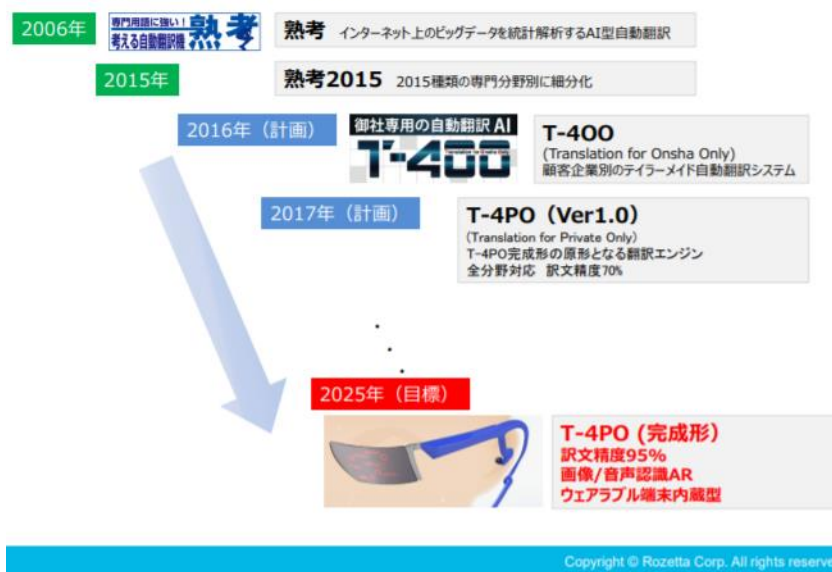 2006年
専門用語に強い!
考える自動翻訳機
熟考
熟考 インターネット上のビッグデータを統計解析するAI型自動翻訳
2015年
熟考2015 2015種類の専門分野別に細分化
2016年(計画)
御社専用の自動翻訳AI
T-400
Translation for Onsha Only
T-4OO
(Translation for Onsha Only)
顧客企業別のテイラーメイド自動翻訳システム
2017年(計画)
T-4PO(Ver1.0)
(Translation for Private Only)
T-4PO完成形の原形となる翻訳エンジン
全分野対応 訳文精度70%
2025年(目標)
T-4PO (完成形)
訳文精度95%
画像/音声認識AR
ウェアラブル端末内蔵型
Copyright © Rozetta Corp. All rights reserve